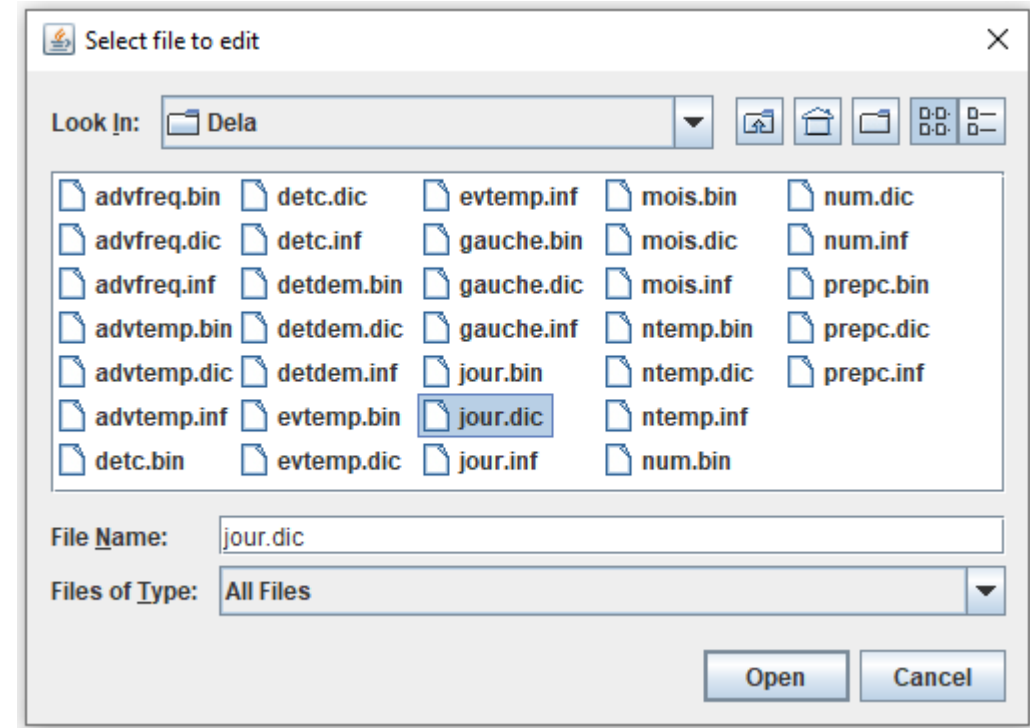 Select file to edit
Look In: Dela
advfreq.bin detc.dic evtemp.inf mois.bin num.dic
advfreq.dic detc.inf gauche.bin mois.dic num.inf
advfreq.inf detdem.bin gauche.dic mois.inf prepc.bin
advtemp.bin detdem.dic gauche.inf ntemp.bin prepc.dic
advtemp.dic detdem.inf jour.bin ntemp.dic prepc.inf
advtemp.inf evtemp.bin jour.dic ntemp.inf
detc.bin evtemp.dic jour.inf num.bin
File Name: jour.dic
Files of Type: All Files
Open Cancel